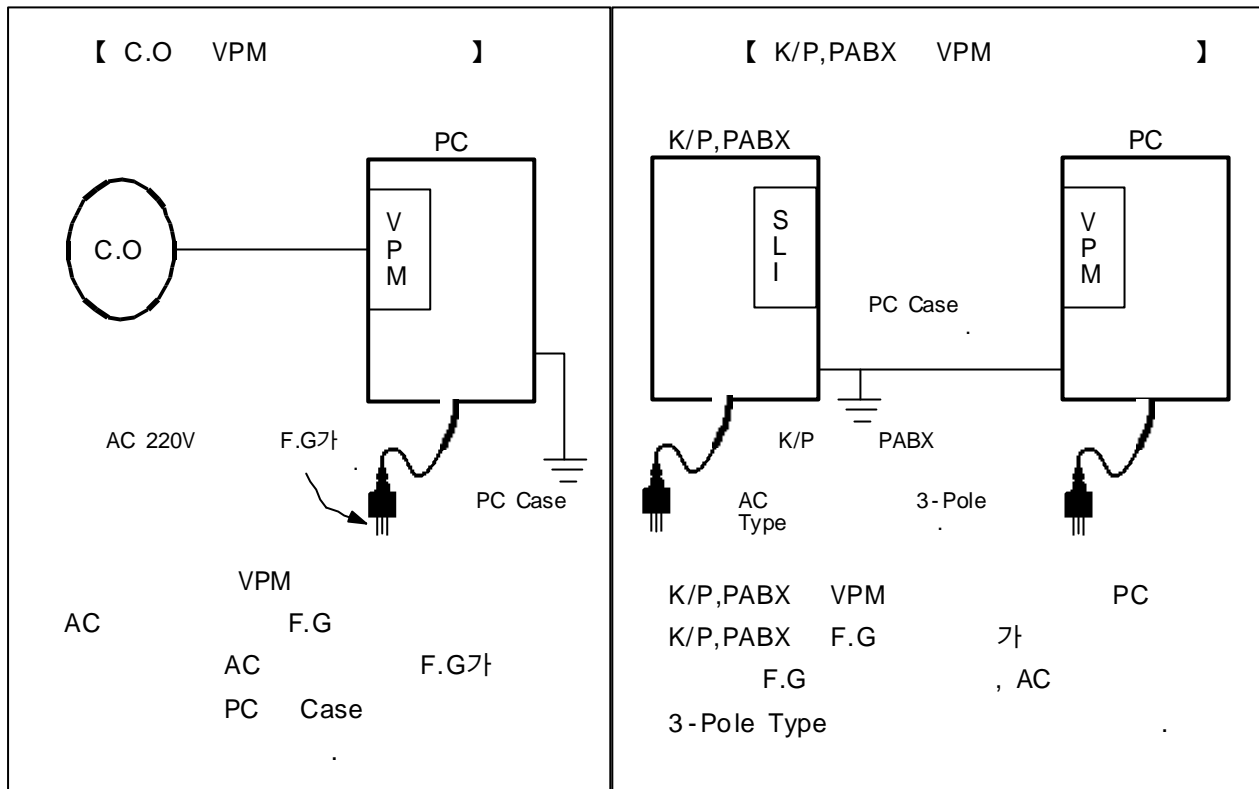 【 C.O VPM 】
PC
C.O
V
P
M
AC 220V F.G가
.
PC Case
VPM
AC F.G
AC F.G가
PC Case
.
【 K/P,PABX VPM 】
K/P,PABX PC
S
L
I
V
P
M
PC Case
.
K/P PABX
AC 3-Pole
Type .
K/P,PABX VPM PC
K/P,PABX F.G 가
F.G , AC
3-Pole Type .